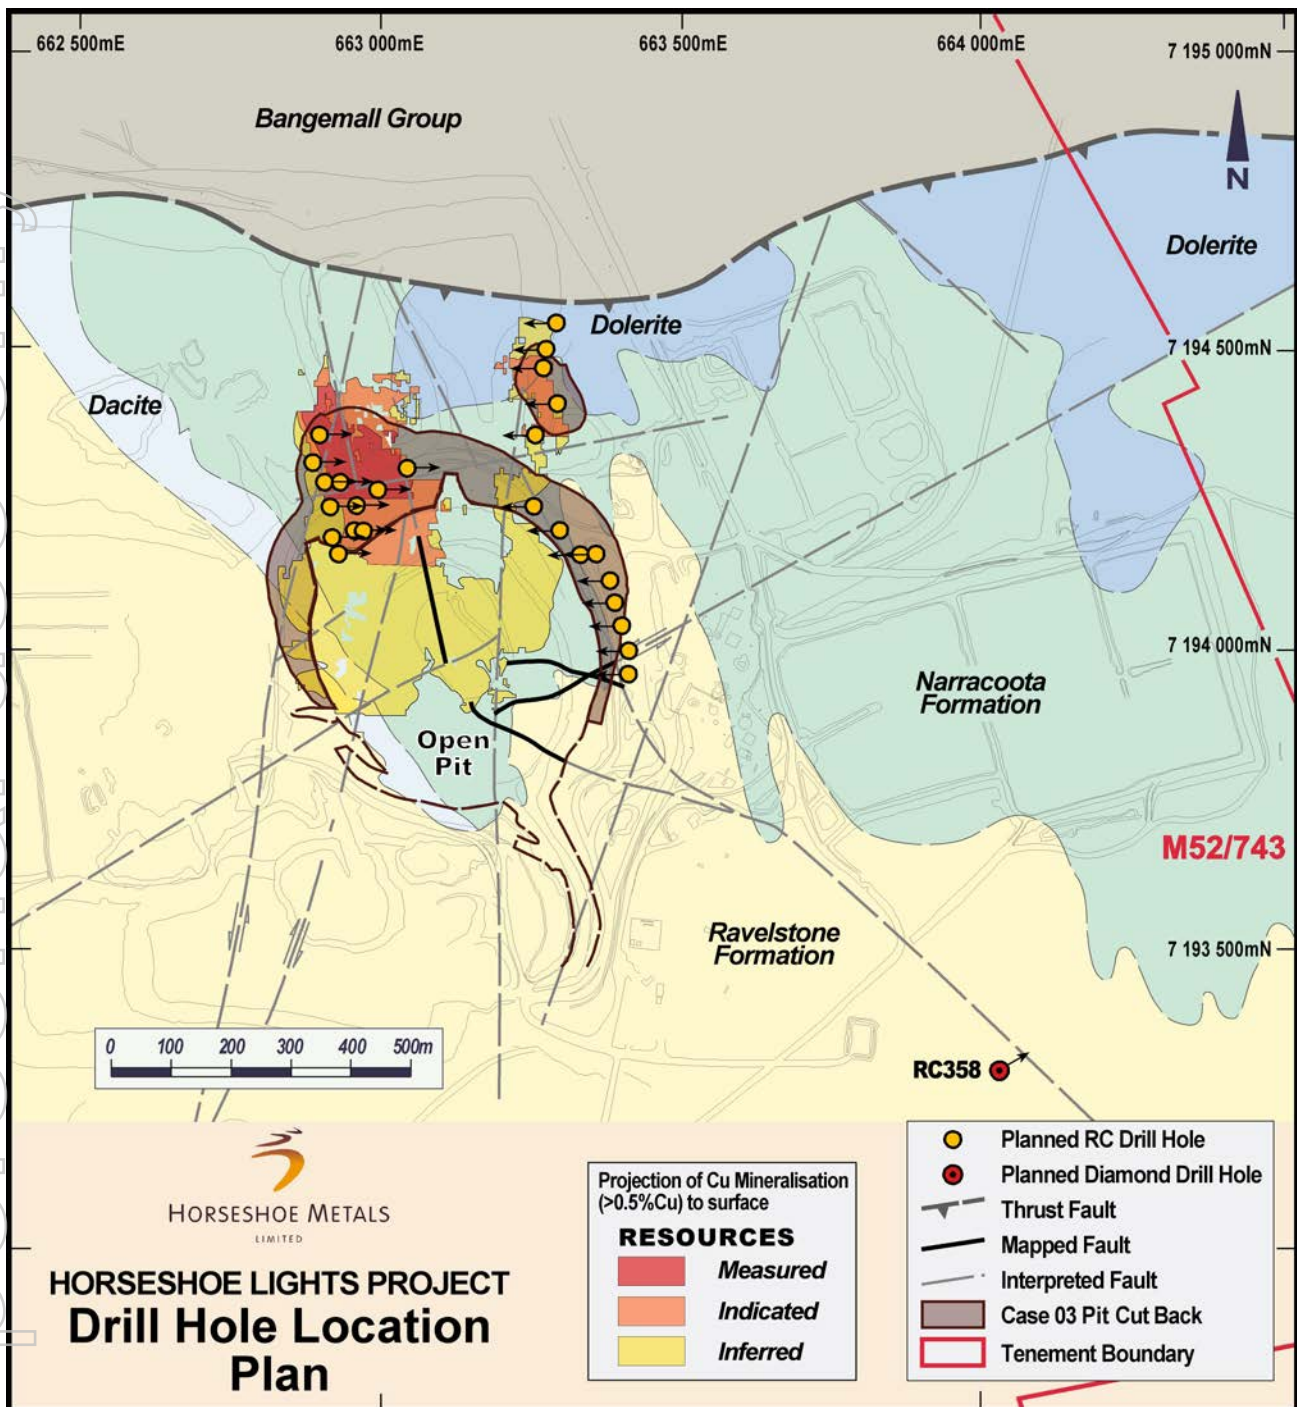 662 500mE
663 000mE
663 500mE
664 000mE
7 195 000mN
Bangemall Group
N
Dolerite
Dolerite
7 194 500mN
Dacite
7 194 000mN
Narracoota
Formation
Open
Pit
M52/743
Ravelstone
Formation
7 193 500mN
0 100 200 300 400 500m
RC358
HORSESHOE METALS
LIMITED
HORSESHOE LIGHTS PROJECT
Drill Hole Location
Plan
Projection of Cu Mineralisation
(>0.5%Cu) to surface
RESOURCES
Measured
Indicated
Inferred
Planned RC Drill Hole
Planned Diamond Drill Hole
Thrust Fault
Mapped Fault
Interpreted Fault
Case 03 Pit Cut Back
Tenement Boundary